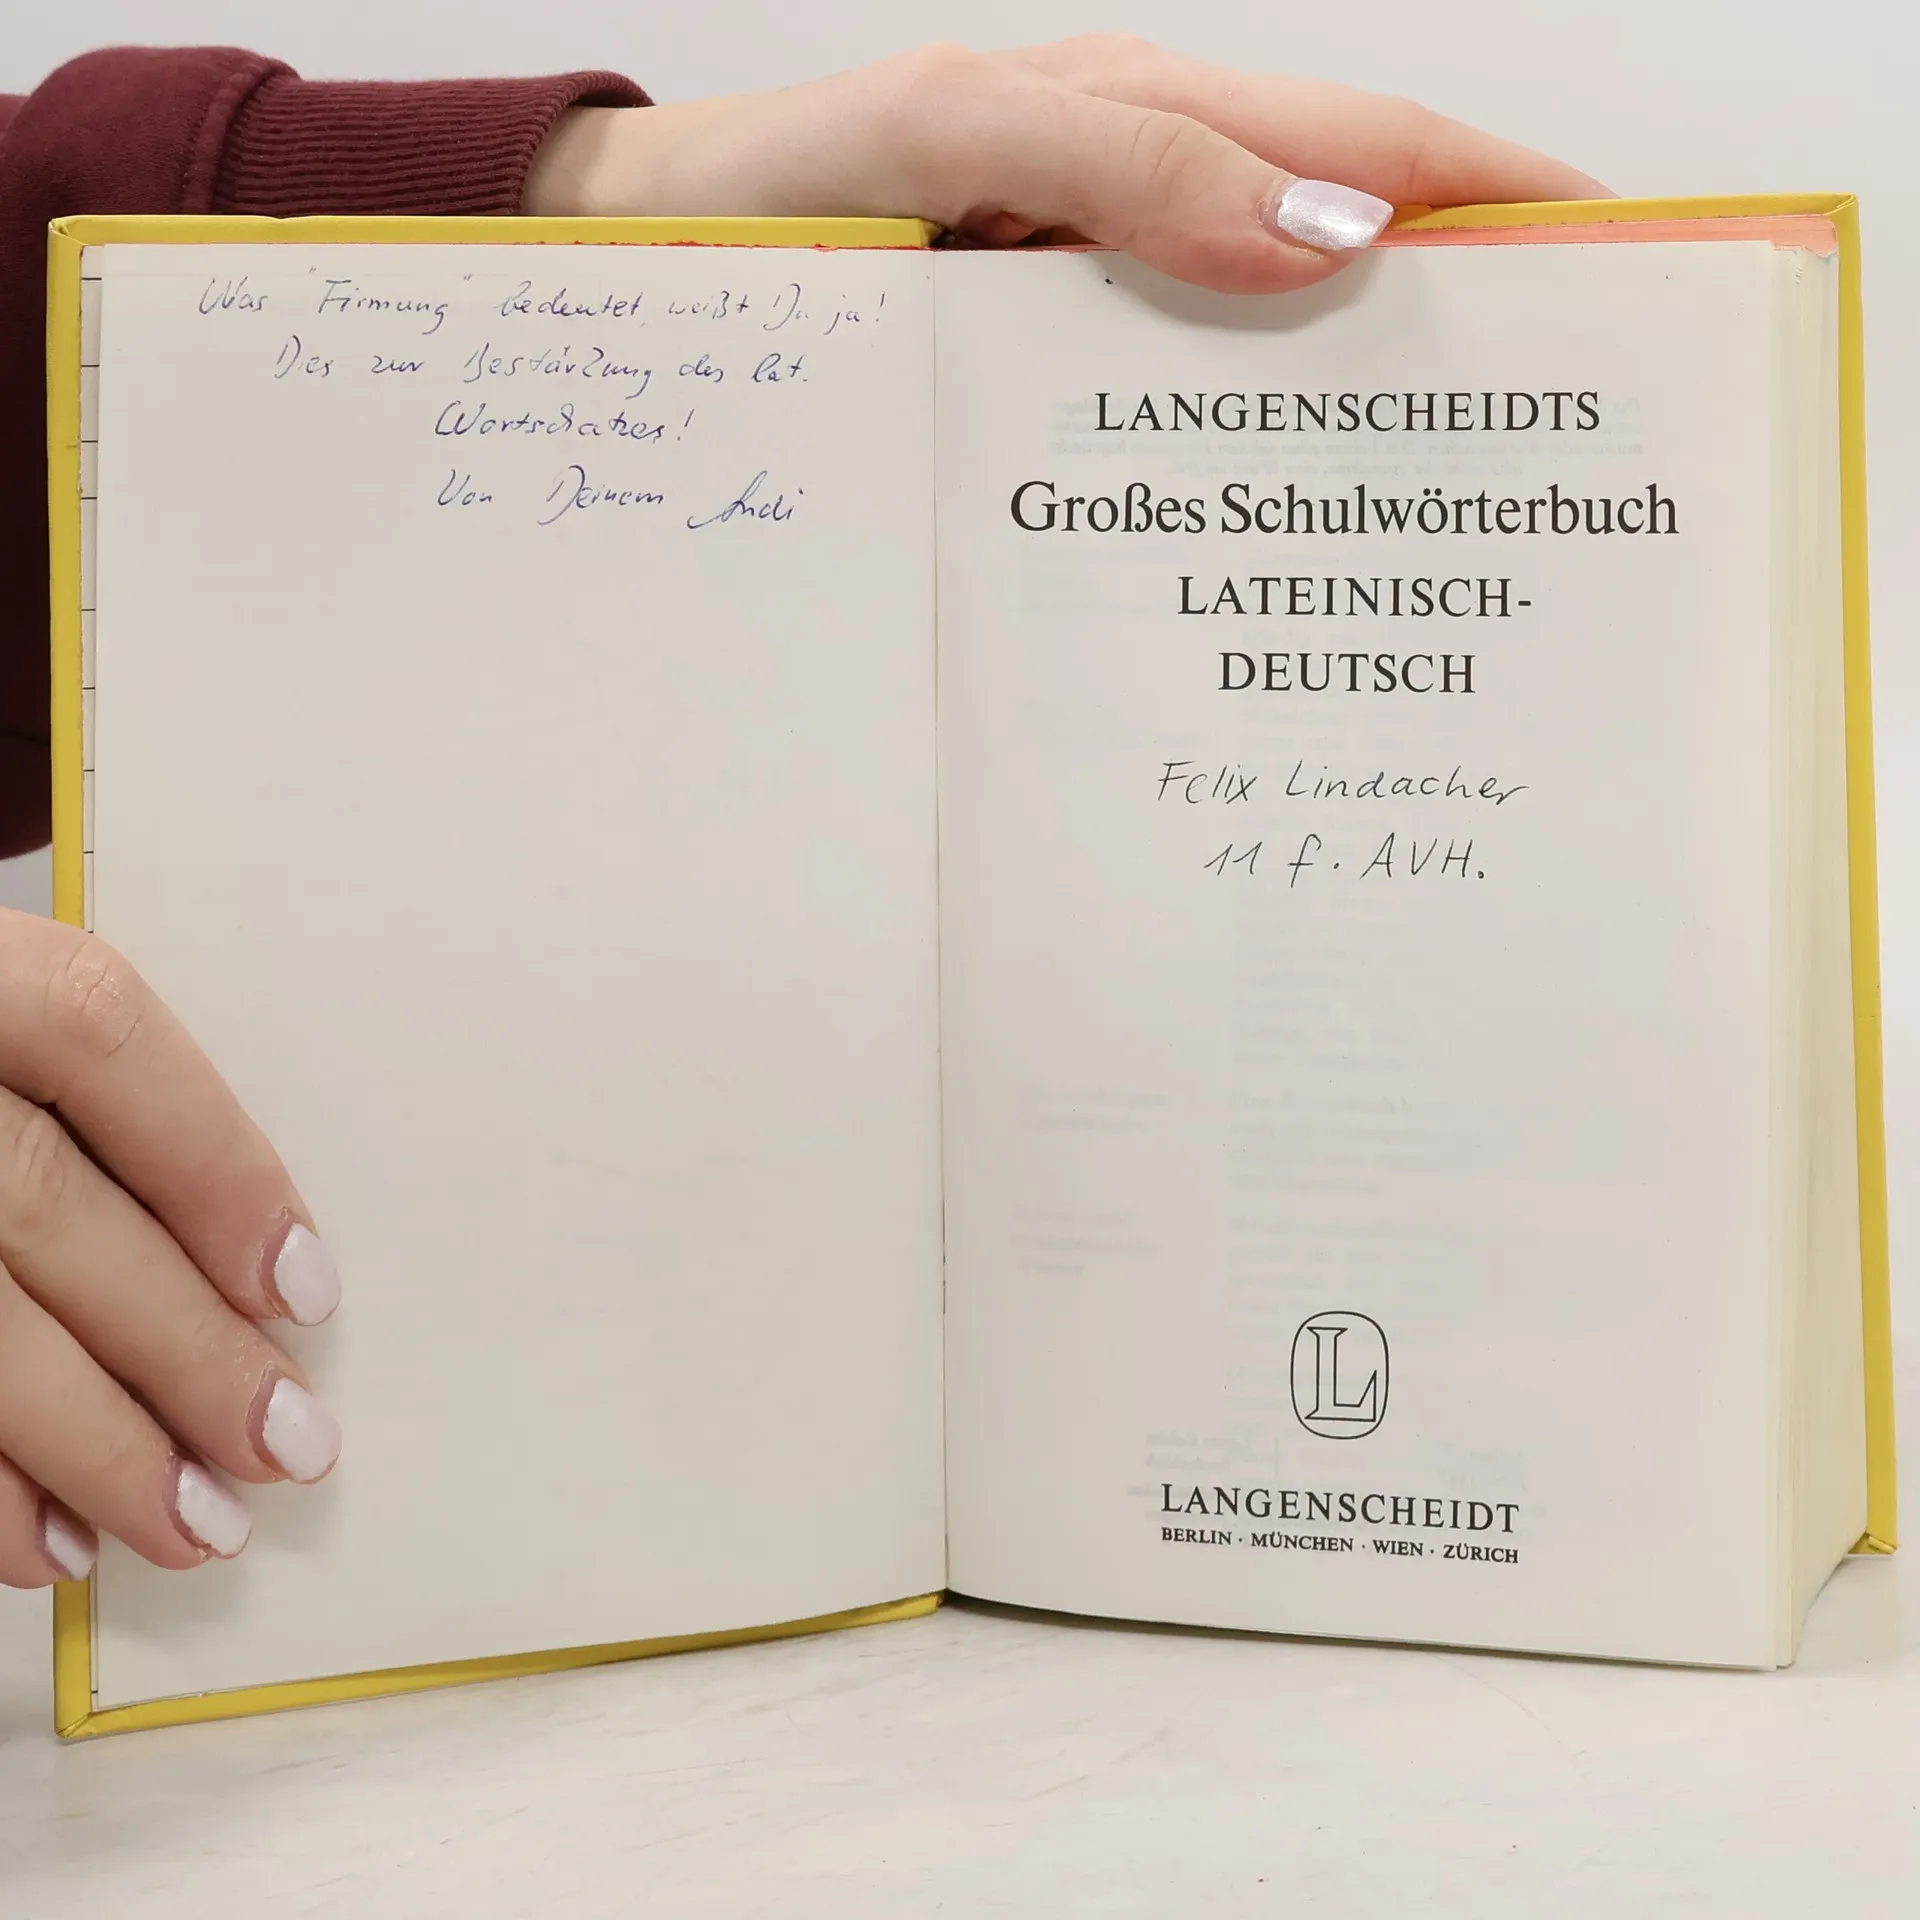 Was "Firmung" bedeutet, weißt Du ja!
Dies zur Bestärkung des lat.
Wortschatzes!
Von Deinem Andi
LANGENSCHEIDTS
Großes Schulwörterbuch
LATEINISCH-
DEUTSCH
Felix Lindacher
11 f. AVH.
L
LANGENSCHEIDT
BERLIN · MÜNCHEN · WIEN · ZÜRICH